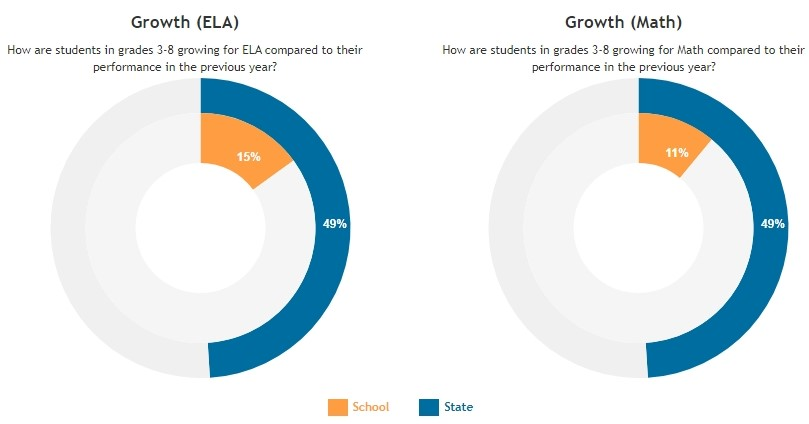 Growth (ELA)
How are students in grades 3-8 growing for ELA compared to their
performance in the previous year?
15%
49%
Growth (Math)
How are students in grades 3-8 growing for Math compared to their
performance in the previous year?
11%
49%
School
State